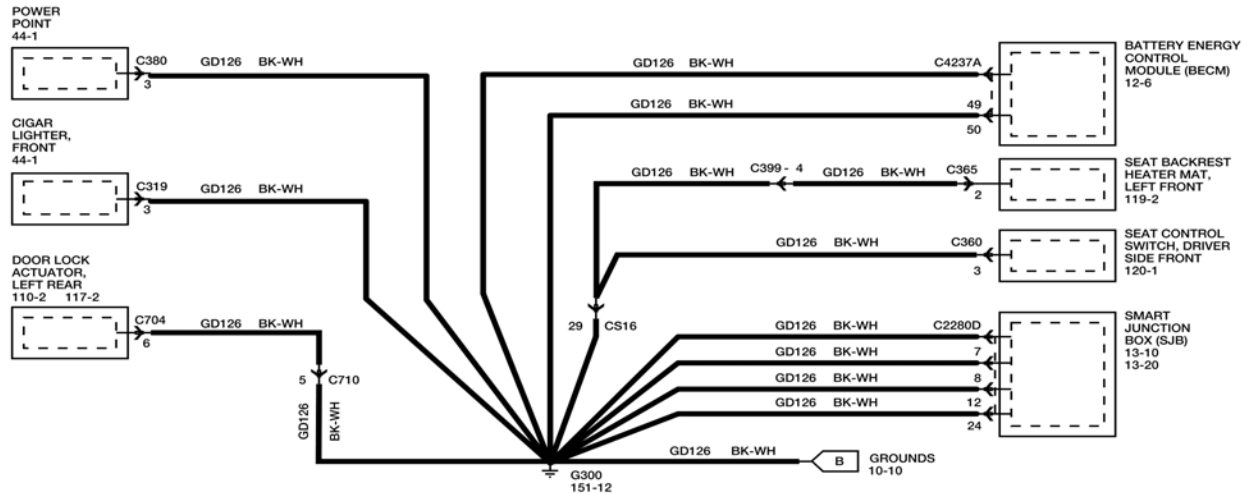 POWER
POINT
44-1
C380
3
GD126 BK-WH
CIGAR
LIGHTER,
FRONT
44-1
C319
3
GD126 BK-WH
DOOR LOCK
ACTUATOR,
LEFT REAR
110-2 117-2
C704
6
GD126 BK-WH
5 C710
GD126
BK-WH
GD126 BK-WH C4237A
49
GD126 BK-WH
50
BATTERY ENERGY
CONTROL
MODULE (BECM)
12-6
GD126 BK-WH C399 - 4 GD126 BK-WH C365
2
SEAT BACKREST
HEATER MAT,
LEFT FRONT
119-2
GD126 BK-WH C360
3
SEAT CONTROL
SWITCH, DRIVER
SIDE FRONT
120-1
29 CS16
GD126 BK-WH C2280D
7
GD126 BK-WH
8
GD126 BK-WH
12
GD126 BK-WH
24
SMART
JUNCTION
BOX (SJB)
13-10
13-20
GD126 BK-WH
B
GROUNDS
10-10
G300
151-12